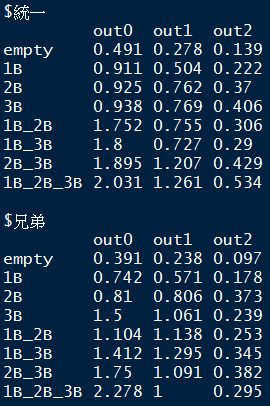 $統一
out0 out1 out2
empty 0.491 0.278 0.139
1B 0.911 0.504 0.222
2B 0.925 0.762 0.37
3B 0.938 0.769 0.406
1B_2B 1.752 0.755 0.306
1B_3B 1.8 0.727 0.29
2B_3B 1.895 1.207 0.429
1B_2B_3B 2.031 1.261 0.534
$兄弟
out0 out1 out2
empty 0.391 0.238 0.097
1B 0.742 0.571 0.178
2B 0.81 0.806 0.373
3B 1.5 1.061 0.239
1B_2B 1.104 1.138 0.253
1B_3B 1.412 1.295 0.345
2B_3B 1.75 1.091 0.382
1B_2B_3B 2.278 1 0.295